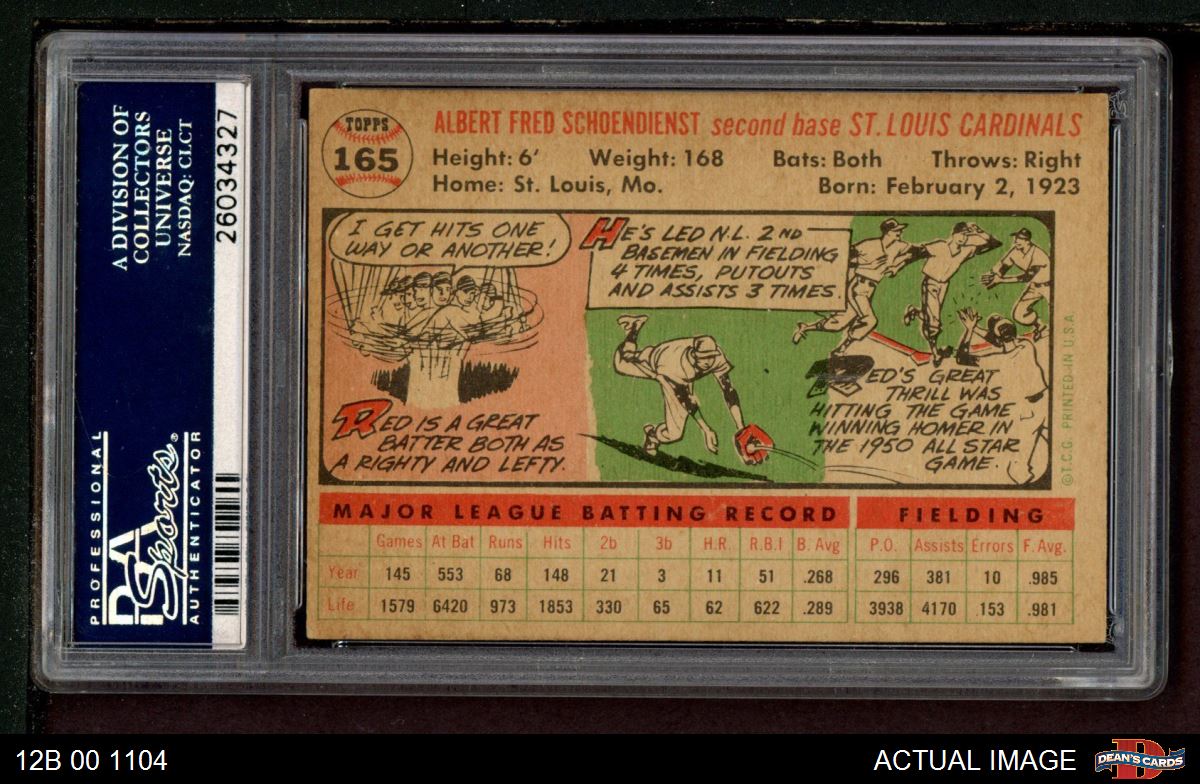 A DIVISION OF
COLLECTORS
UNIVERSE
NASDAQ: CLCT
26034327
PROFESSIONAL
PSA
Sports®
AUTHENTICATOR
TOPPS
165
ALBERT FRED SCHOENDIENST second base ST. LOUIS CARDINALS
Height: 6' Weight: 168 Bats: Both Throws: Right
Home: St. Louis, Mo. Born: February 2, 1923
I GET HITS ONE
WAY OR ANOTHER!
RED IS A GREAT
BATTER BOTH AS
A RIGHTY AND LEFTY.
HE'S LED N.L. 2ND
BASEMEN IN FIELDING
4 TIMES, PUTOUTS
AND ASSISTS 3 TIMES.
RED'S GREAT
THRILL WAS
HITTING THE GAME
WINNING HOMER IN
THE 1950 ALL STAR
GAME.
©T.C.G. PRINTED IN U.S.A.
MAJOR LEAGUE BATTING RECORD FIELDING
Games At Bat Runs Hits 2b 3b H.R. R.B.I B. Avg P.O. Assists Errors F. Avg.
Year 145 553 68 148 21 3 11 51 .268 296 381 10 .985
Life 1579 6420 973 1853 330 65 62 622 .289 3938 4170 .153 .981
12B 00 1104
ACTUAL IMAGE
D
DEAN'S CARDS